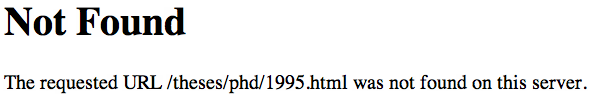 Not Found
The requested URL /theses/phd/1995.html was not found on this server.